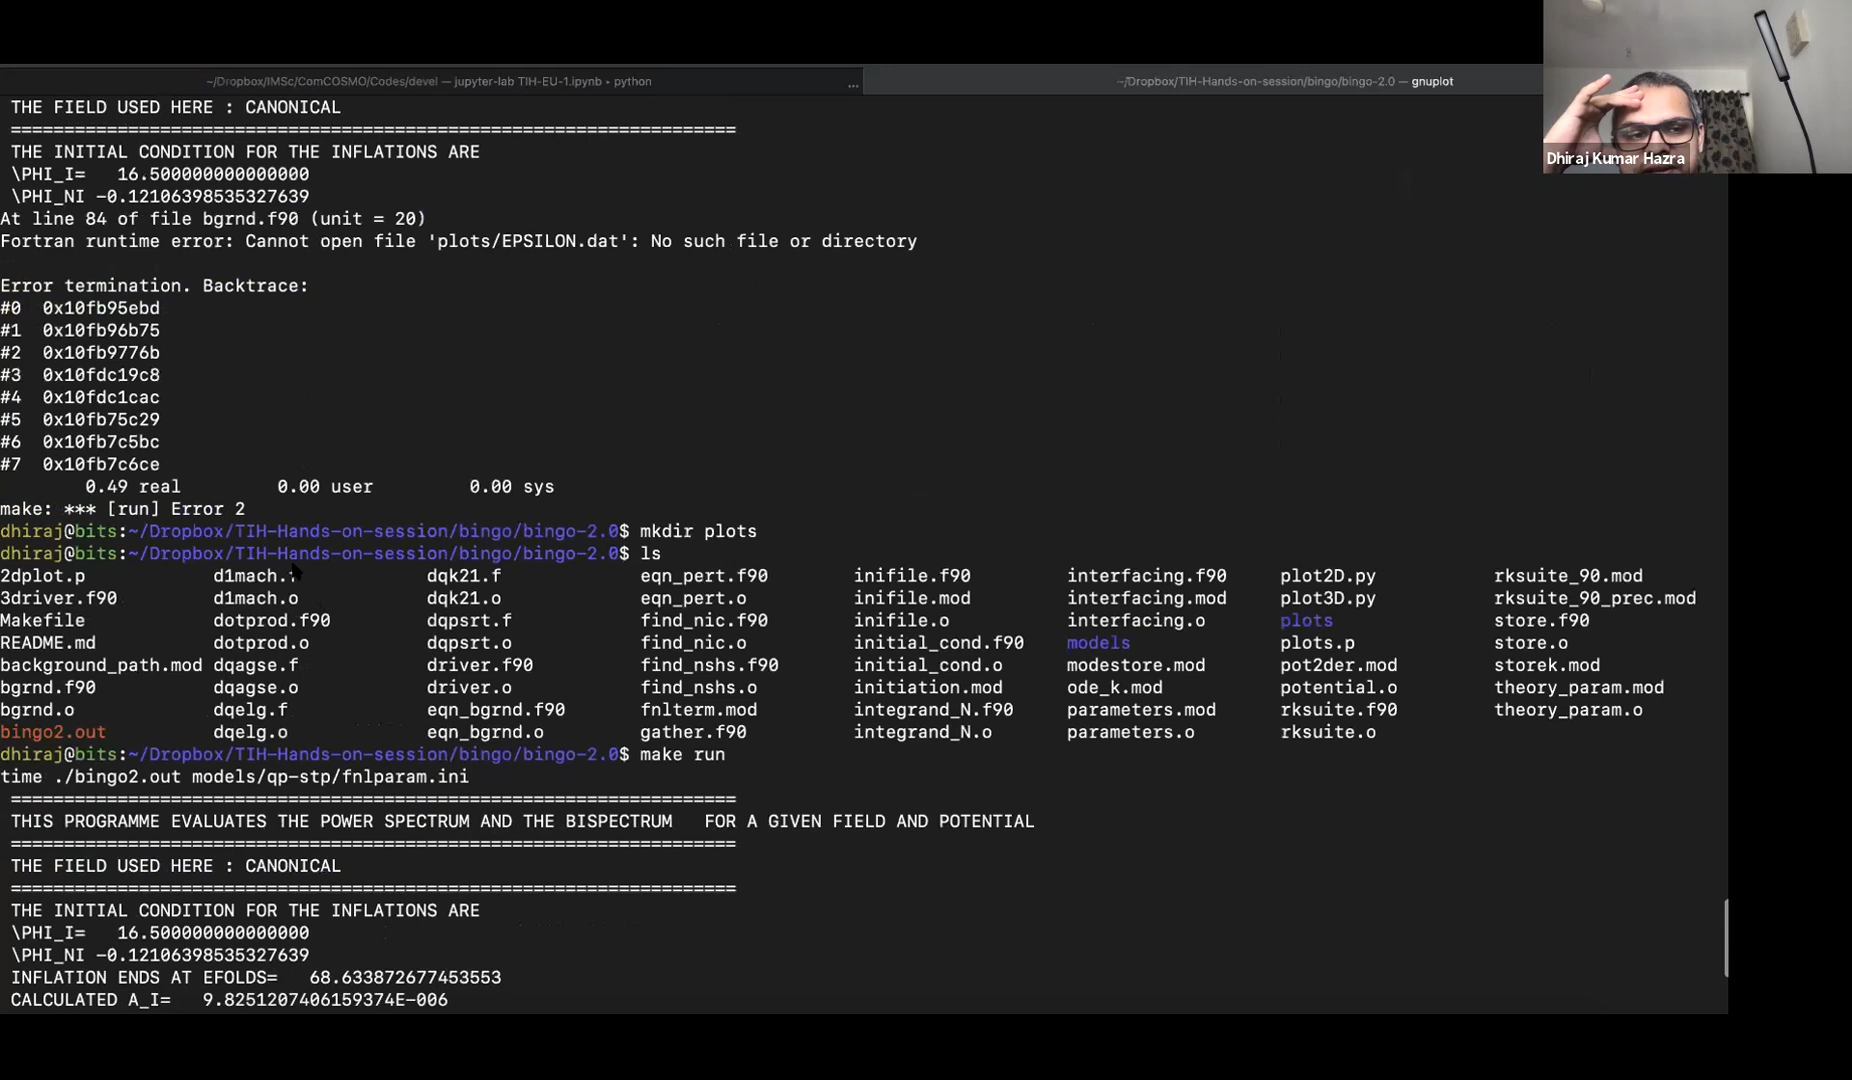 ~/Dropbox/IMSc/ComCOSMO/Codes/devel — jupyter-lab TIH-EU-1.ipynb ▸ python ... ~/Dropbox/TIH-Hands-on-session/bingo/bingo-2.0 — gnuplot
THE FIELD USED HERE : CANONICAL
=====================================================================
THE INITIAL CONDITION FOR THE INFLATIONS ARE
\PHI_I= 16.500000000000000
\PHI_NI -0.12106398535327639
At line 84 of file bgrnd.f90 (unit = 20)
Fortran runtime error: Cannot open file 'plots/EPSILON.dat': No such file or directory
Error termination. Backtrace:
#0 0x10fb95ebd
#1 0x10fb96b75
#2 0x10fb9776b
#3 0x10fdc19c8
#4 0x10fdc1cac
#5 0x10fb75c29
#6 0x10fb7c5bc
#7 0x10fb7c6ce
0.49 real 0.00 user 0.00 sys
make: *** [run] Error 2
dhiraj@bits:~/Dropbox/TIH-Hands-on-session/bingo/bingo-2.0$ mkdir plots
dhiraj@bits:~/Dropbox/TIH-Hands-on-session/bingo/bingo-2.0$ ls
2dplot.p d1mach.f dqk21.f eqn_pert.f90 inifile.f90 interfacing.f90 plot2D.py rksuite_90.mod
3driver.f90 d1mach.o dqk21.o eqn_pert.o inifile.mod interfacing.mod plot3D.py rksuite_90_prec.mod
Makefile dotprod.f90 dqpsrt.f find_nic.f90 inifile.o interfacing.o plots store.f90
README.md dotprod.o dqpsrt.o find_nic.o initial_cond.f90 models plots.p store.o
background_path.mod dqagse.f driver.f90 find_nshs.f90 initial_cond.o modestore.mod pot2der.mod storek.mod
bgrnd.f90 dqagse.o driver.o find_nshs.o initiation.mod ode_k.mod potential.o theory_param.mod
bgrnd.o dqelg.f eqn_bgrnd.f90 fnlterm.mod integrand_N.f90 parameters.mod rksuite.f90 theory_param.o
bingo2.out dqelg.o eqn_bgrnd.o gather.f90 integrand_N.o parameters.o rksuite.o
dhiraj@bits:~/Dropbox/TIH-Hands-on-session/bingo/bingo-2.0$ make run
time ./bingo2.out models/qp-stp/fnlparam.ini
=====================================================================
THIS PROGRAMME EVALUATES THE POWER SPECTRUM AND THE BISPECTRUM FOR A GIVEN FIELD AND POTENTIAL
=====================================================================
THE FIELD USED HERE : CANONICAL
=====================================================================
THE INITIAL CONDITION FOR THE INFLATIONS ARE
\PHI_I= 16.500000000000000
\PHI_NI -0.12106398535327639
INFLATION ENDS AT EFOLDS= 68.633872677453553
CALCULATED A_I= 9.8251207406159374E-006
Dhiraj Kumar Hazra